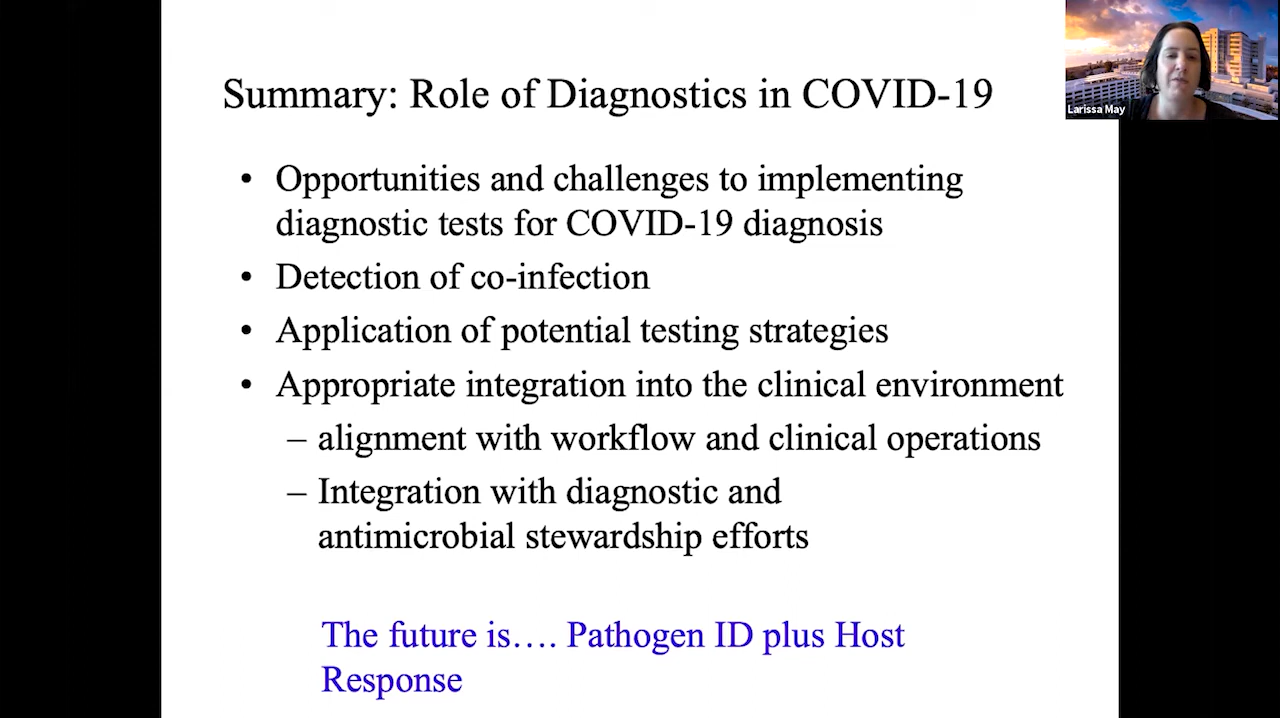 Summary: Role of Diagnostics in COVID-19
• Opportunities and challenges to implementing
diagnostic tests for COVID-19 diagnosis
• Detection of co-infection
• Application of potential testing strategies
• Appropriate integration into the clinical environment
– alignment with workflow and clinical operations
– Integration with diagnostic and
antimicrobial stewardship efforts
The future is…. Pathogen ID plus Host
Response
Larissa May